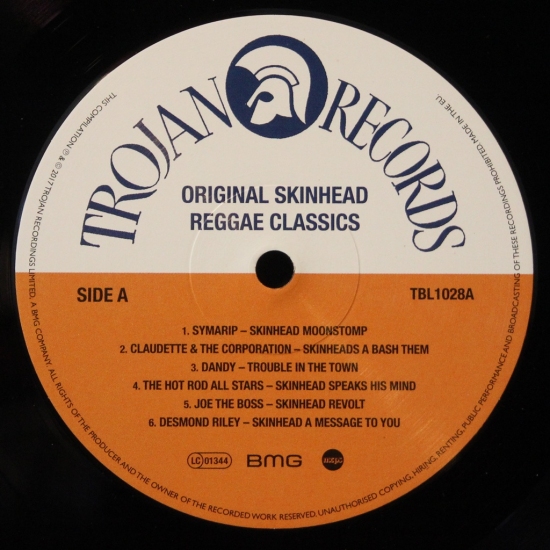 TROJAN RECORDS
ORIGINAL SKINHEAD
REGGAE CLASSICS
SIDE A
TBL1028A
1. SYMARIP – SKINHEAD MOONSTOMP
2. CLAUDETTE & THE CORPORATION – SKINHEADS A BASH THEM
3. DANDY – TROUBLE IN THE TOWN
4. THE HOT ROD ALL STARS – SKINHEAD SPEAKS HIS MIND
5. JOE THE BOSS – SKINHEAD REVOLT
6. DESMOND RILEY – SKINHEAD A MESSAGE TO YOU
LC 01344
BMG
THIS COMPILATION ℗ & © 2017 TROJAN RECORDINGS LIMITED, A BMG COMPANY. ALL RIGHTS OF THE PRODUCER AND THE OWNER OF THE RECORDED WORK RESERVED. UNAUTHORISED COPYING, HIRING, RENTING, PUBLIC PERFORMANCE AND BROADCASTING OF THESE RECORDINGS PROHIBITED MADE IN THE EU.